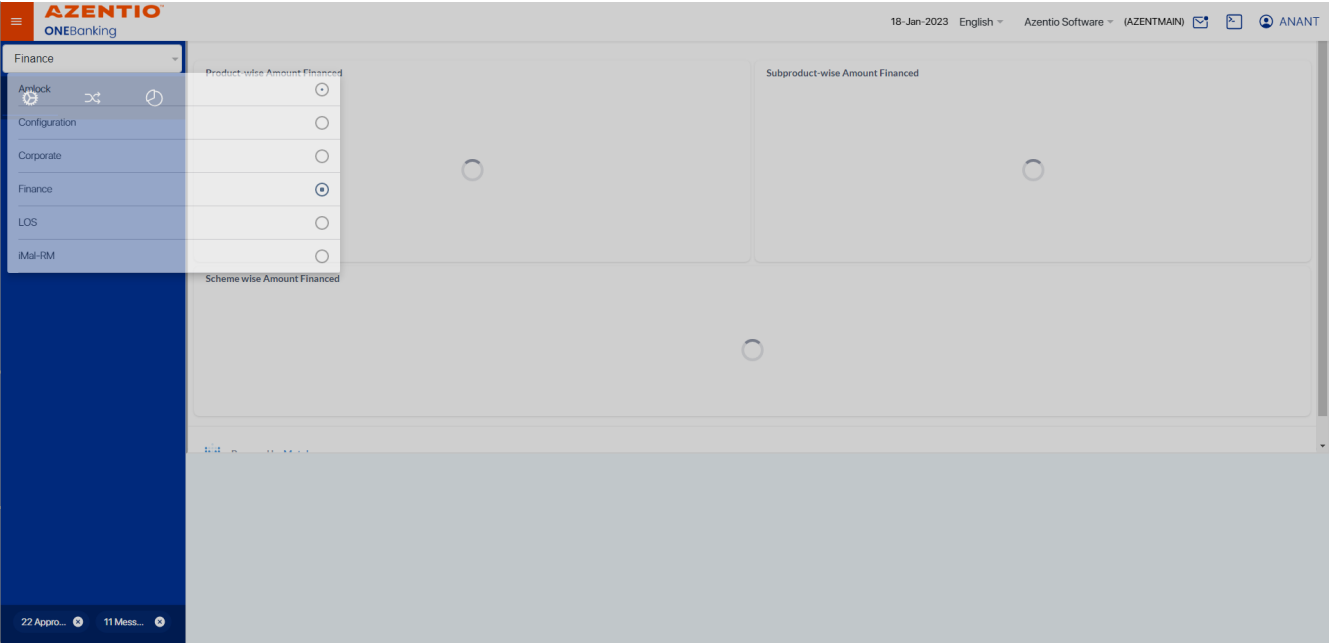 AZENTIO
ONEBanking
18-Jan-2023 English Azentio Software (AZENTMAIN) ANANT
Finance
Product-wise Amount Financed
Subproduct-wise Amount Financed
Amlock
Configuration
Corporate
Finance
LOS
iMal-RM
Scheme wise Amount Financed
22 Appro... 11 Mess...